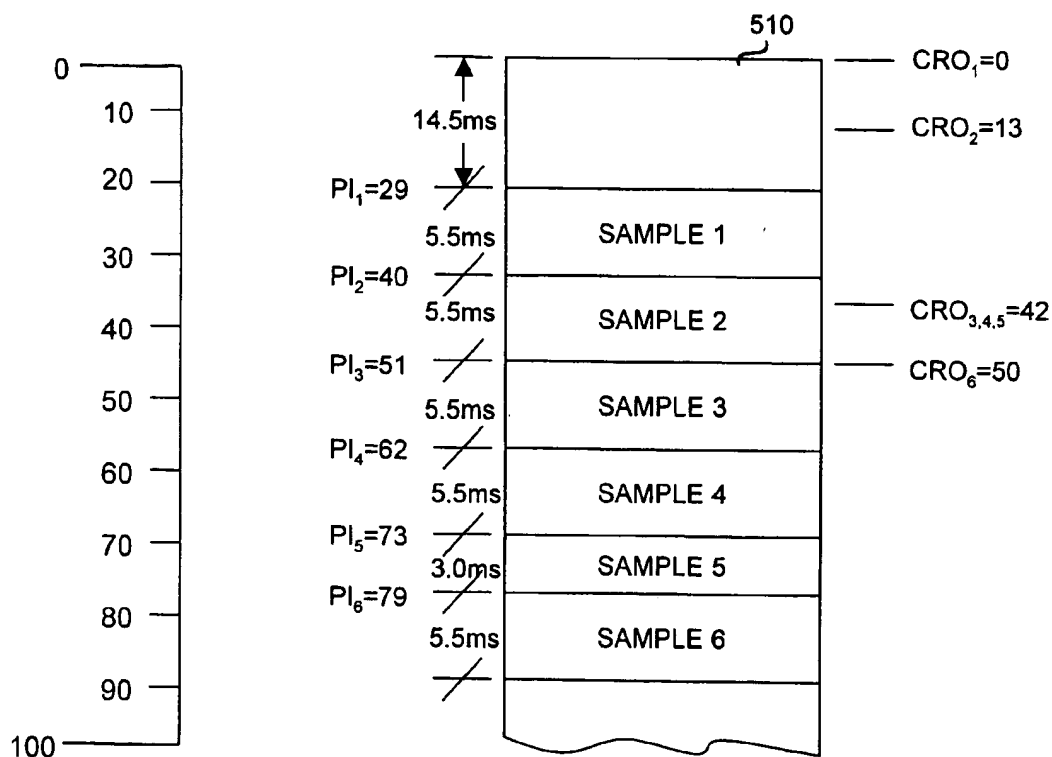 510
0
10
20
30
40
50
60
70
80
90
100
14.5ms
PI₁=29
5.5ms
PI₂=40
5.5ms
PI₃=51
5.5ms
PI₄=62
5.5ms
PI₅=73
3.0ms
PI₆=79
5.5ms
SAMPLE 1
SAMPLE 2
SAMPLE 3
SAMPLE 4
SAMPLE 5
SAMPLE 6
CRO₁=0
CRO₂=13
CRO₃,₄,₅=42
CRO₆=50